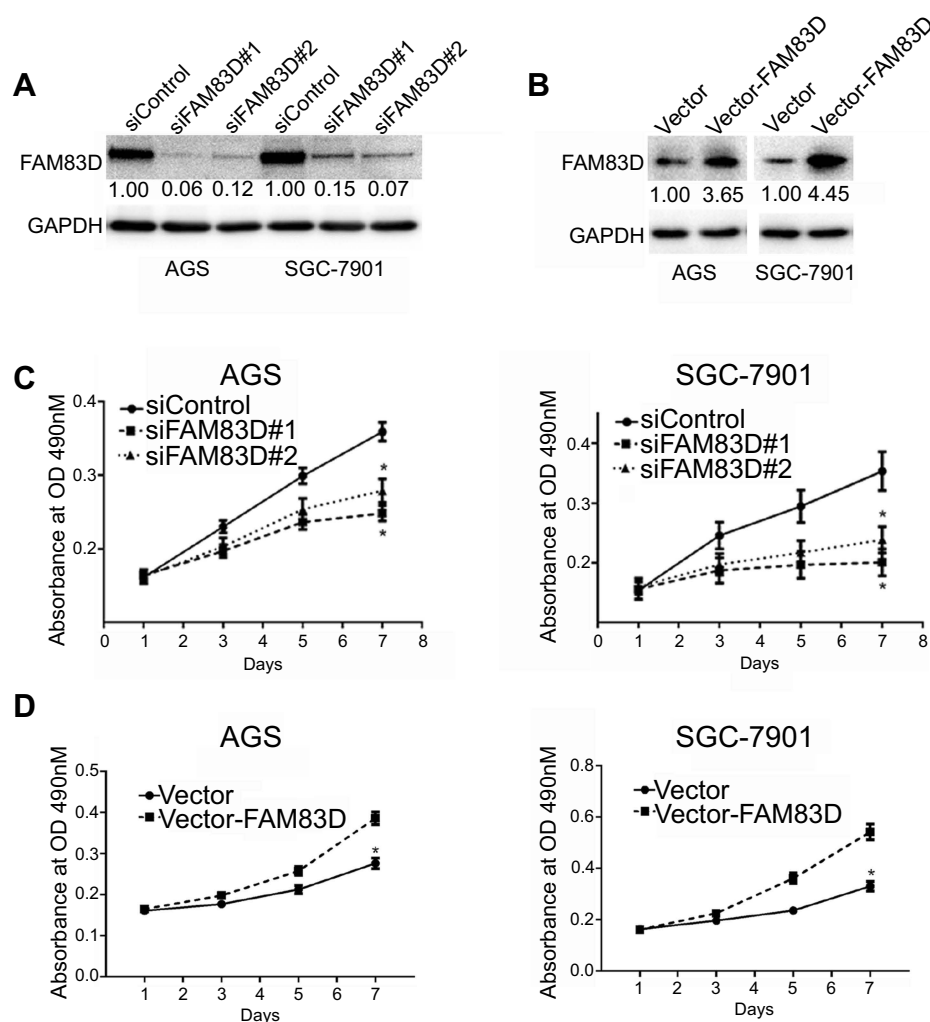 A
siControl siFAM83D#1 siFAM83D#2 siControl siFAM83D#1 siFAM83D#2
FAM83D
1.00 0.06 0.12 1.00 0.15 0.07
GAPDH
AGS SGC-7901
B
Vector Vector-FAM83D Vector Vector-FAM83D
FAM83D
1.00 3.65 1.00 4.45
GAPDH
AGS SGC-7901
C
AGS
Absorbance at OD 490nM
0.4
0.3
0.2
siControl
siFAM83D#1
siFAM83D#2
*
*
0 1 2 3 4 5 6 7 8
Days
SGC-7901
Absorbance at OD 490nM
0.4
0.3
0.2
siControl
siFAM83D#1
siFAM83D#2
*
*
0 1 2 3 4 5 6 7 8
Days
D
AGS
Absorbance at OD 490nM
0.5
0.4
0.3
0.2
0.1
0.0
Vector
Vector-FAM83D
*
1 2 3 4 5 6 7
Days
SGC-7901
Absorbance at OD 490nM
0.8
0.6
0.4
0.2
0.0
Vector
Vector-FAM83D
*
1 2 3 4 5 6 7
Days